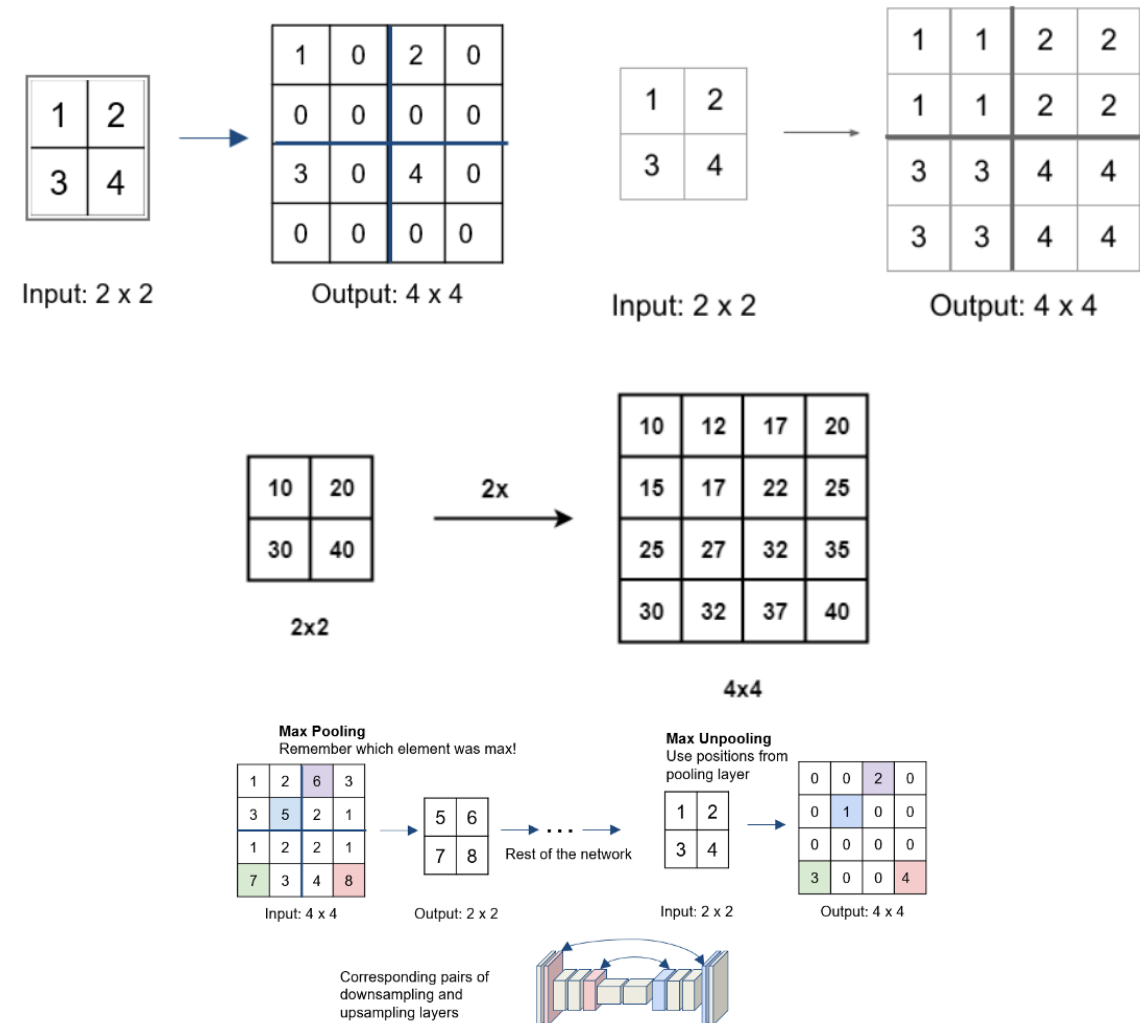 1 2
3 4
Input: 2 x 2
1 0 2 0
0 0 0 0
3 0 4 0
0 0 0 0
Output: 4 x 4
1 2
3 4
Input: 2 x 2
1 1 2 2
1 1 2 2
3 3 4 4
3 3 4 4
Output: 4 x 4
10 20
30 40
2x2
2x
10 12 17 20
15 17 22 25
25 27 32 35
30 32 37 40
4x4
Max Pooling
Remember which element was max!
1 2 6 3
3 5 2 1
1 2 2 1
7 3 4 8
Input: 4 x 4
5 6
7 8
Output: 2 x 2
...
Rest of the network
Max Unpooling
Use positions from
pooling layer
1 2
3 4
Input: 2 x 2
0 0 2 0
0 1 0 0
0 0 0 0
3 0 0 4
Output: 4 x 4
Corresponding pairs of
downsampling and
upsampling layers